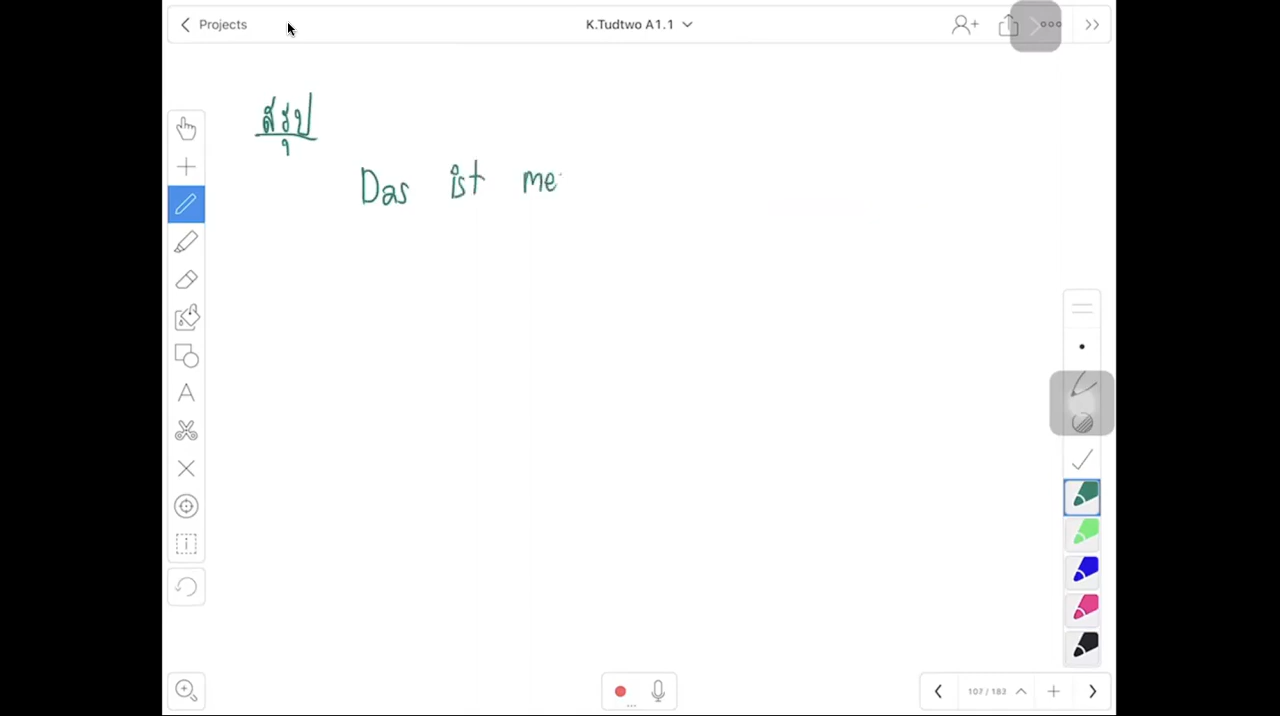 Projects
K.Tudtwo A1.1
สรุป
Das ist me
A
107 / 182